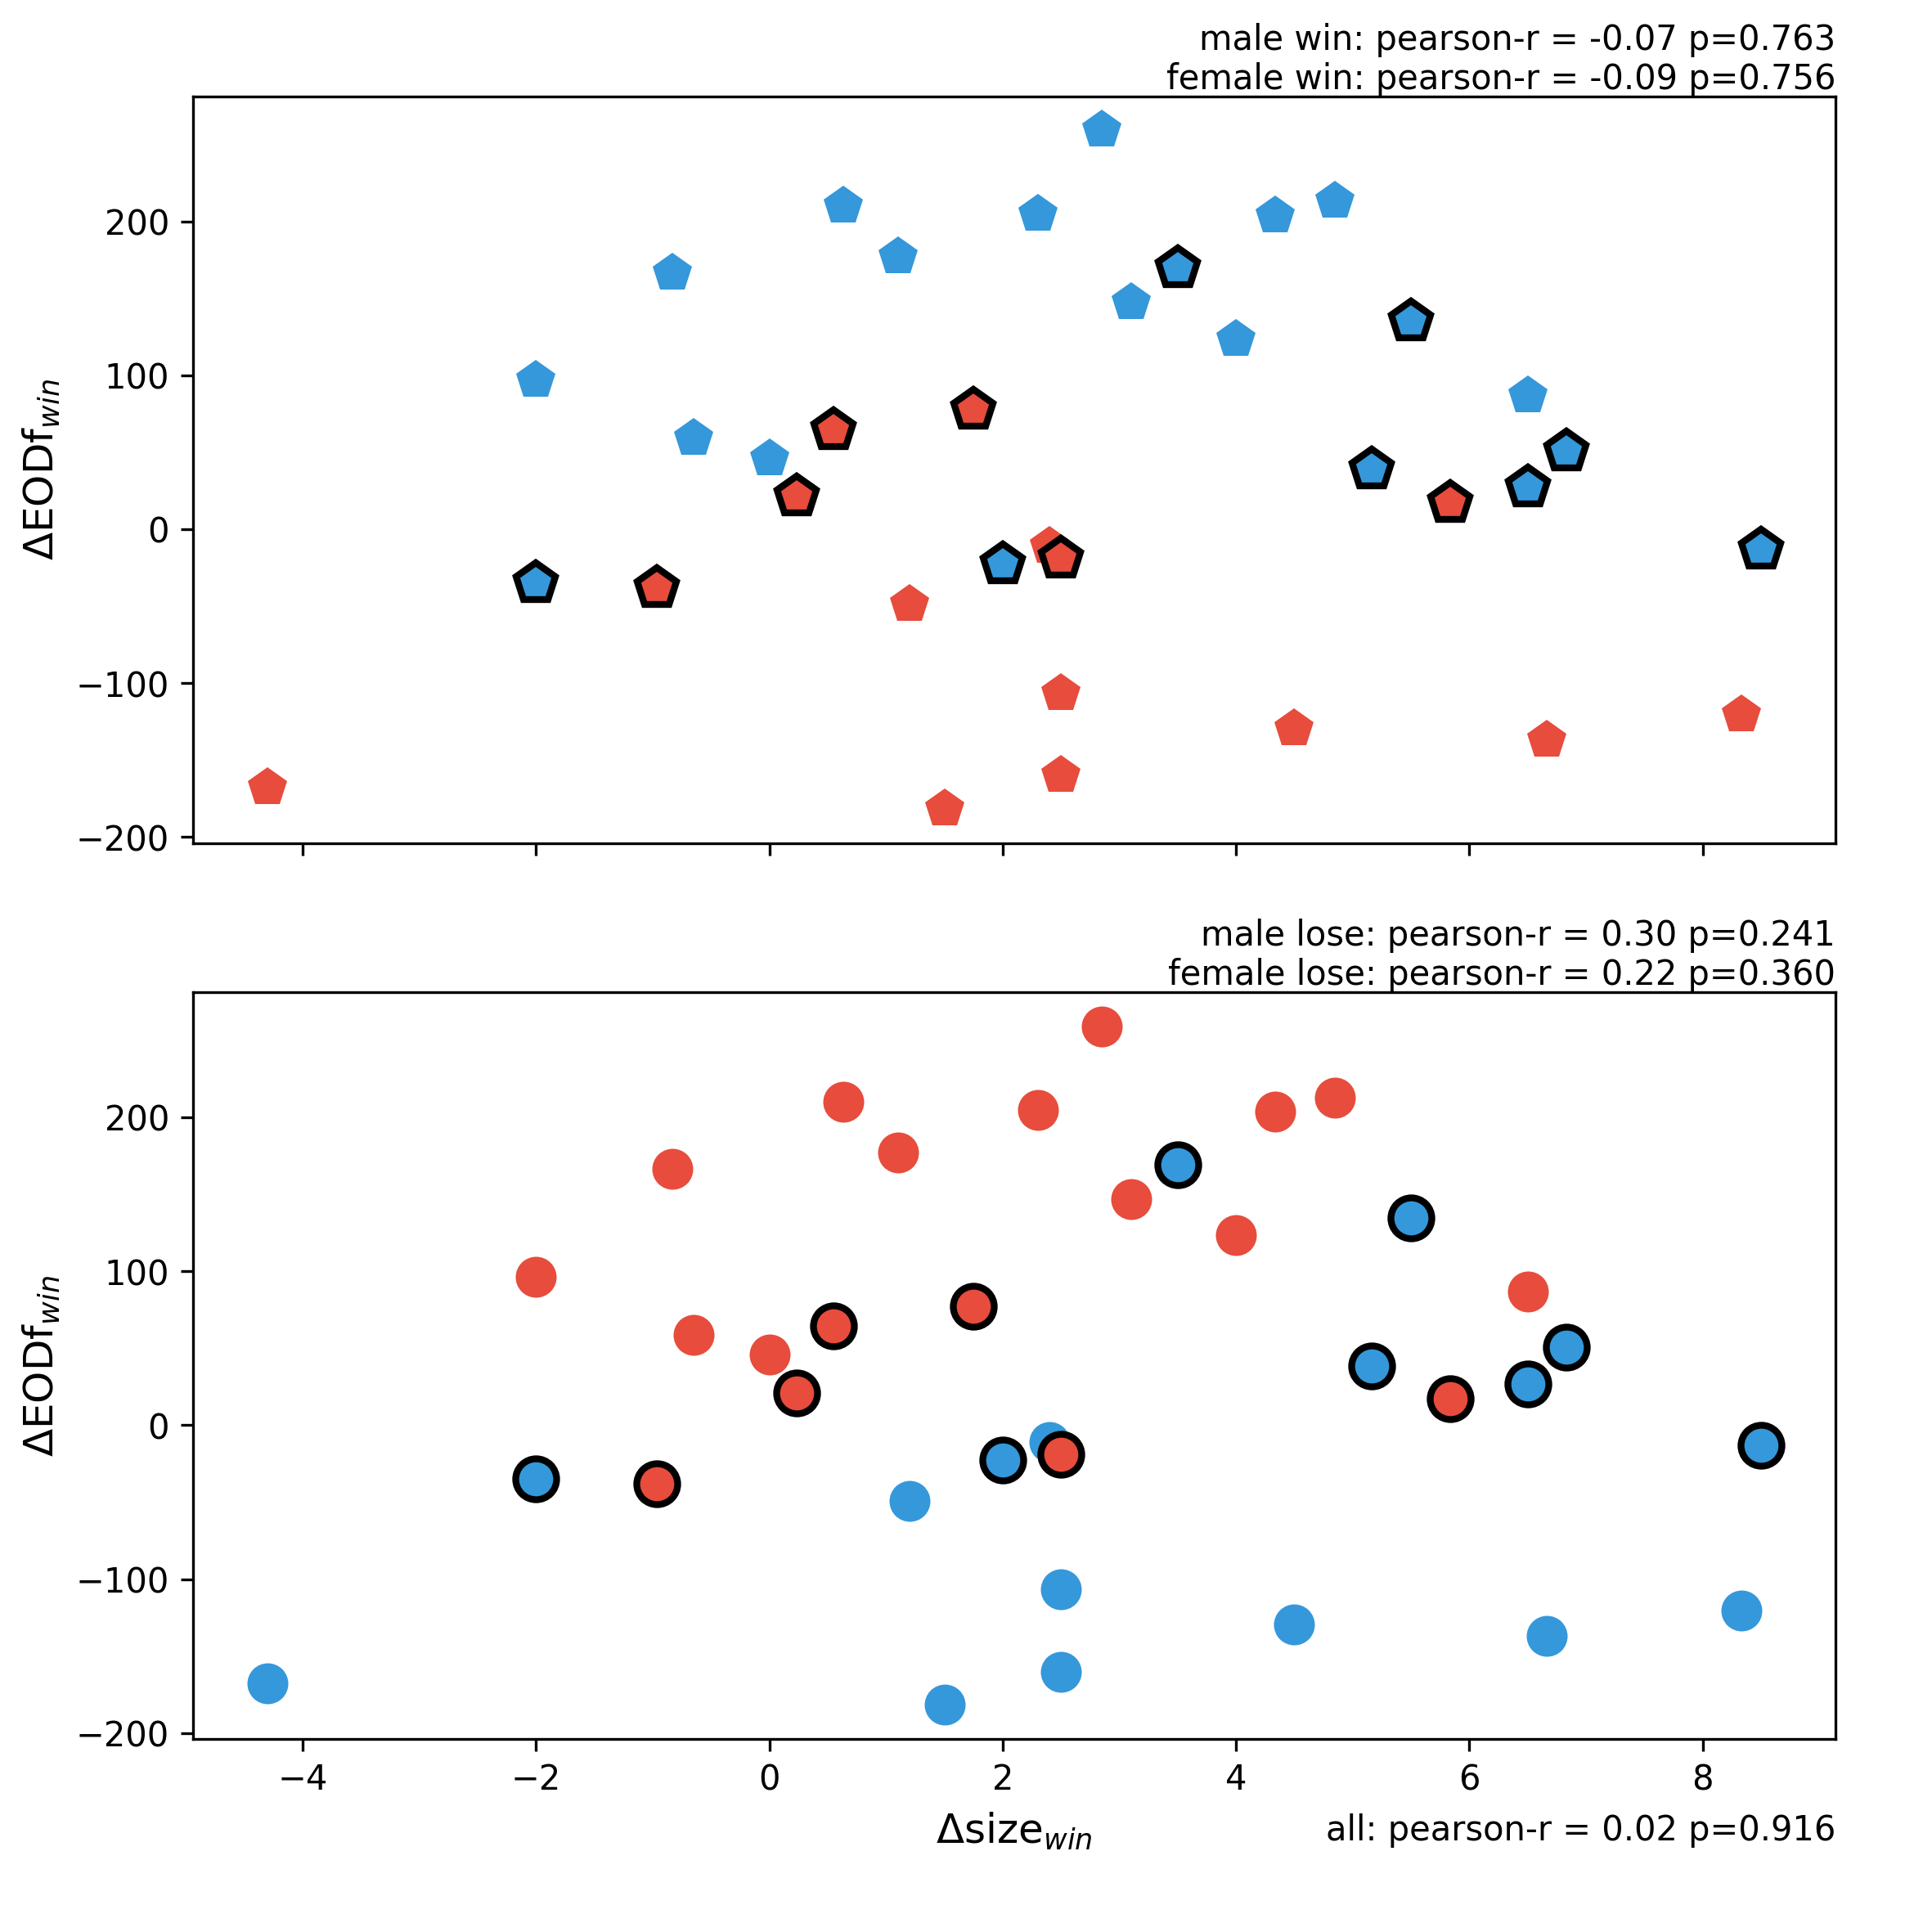 male win: pearson-r = -0.07 p=0.763
female win: pearson-r = -0.09 p=0.756
200
100
0
−100
−200
ΔEODf_win
male lose: pearson-r = 0.30 p=0.241
female lose: pearson-r = 0.22 p=0.360
200
100
0
−100
−200
ΔEODf_win
−4 −2 0 2 4 6 8
Δsize_win
all: pearson-r = 0.02 p=0.916